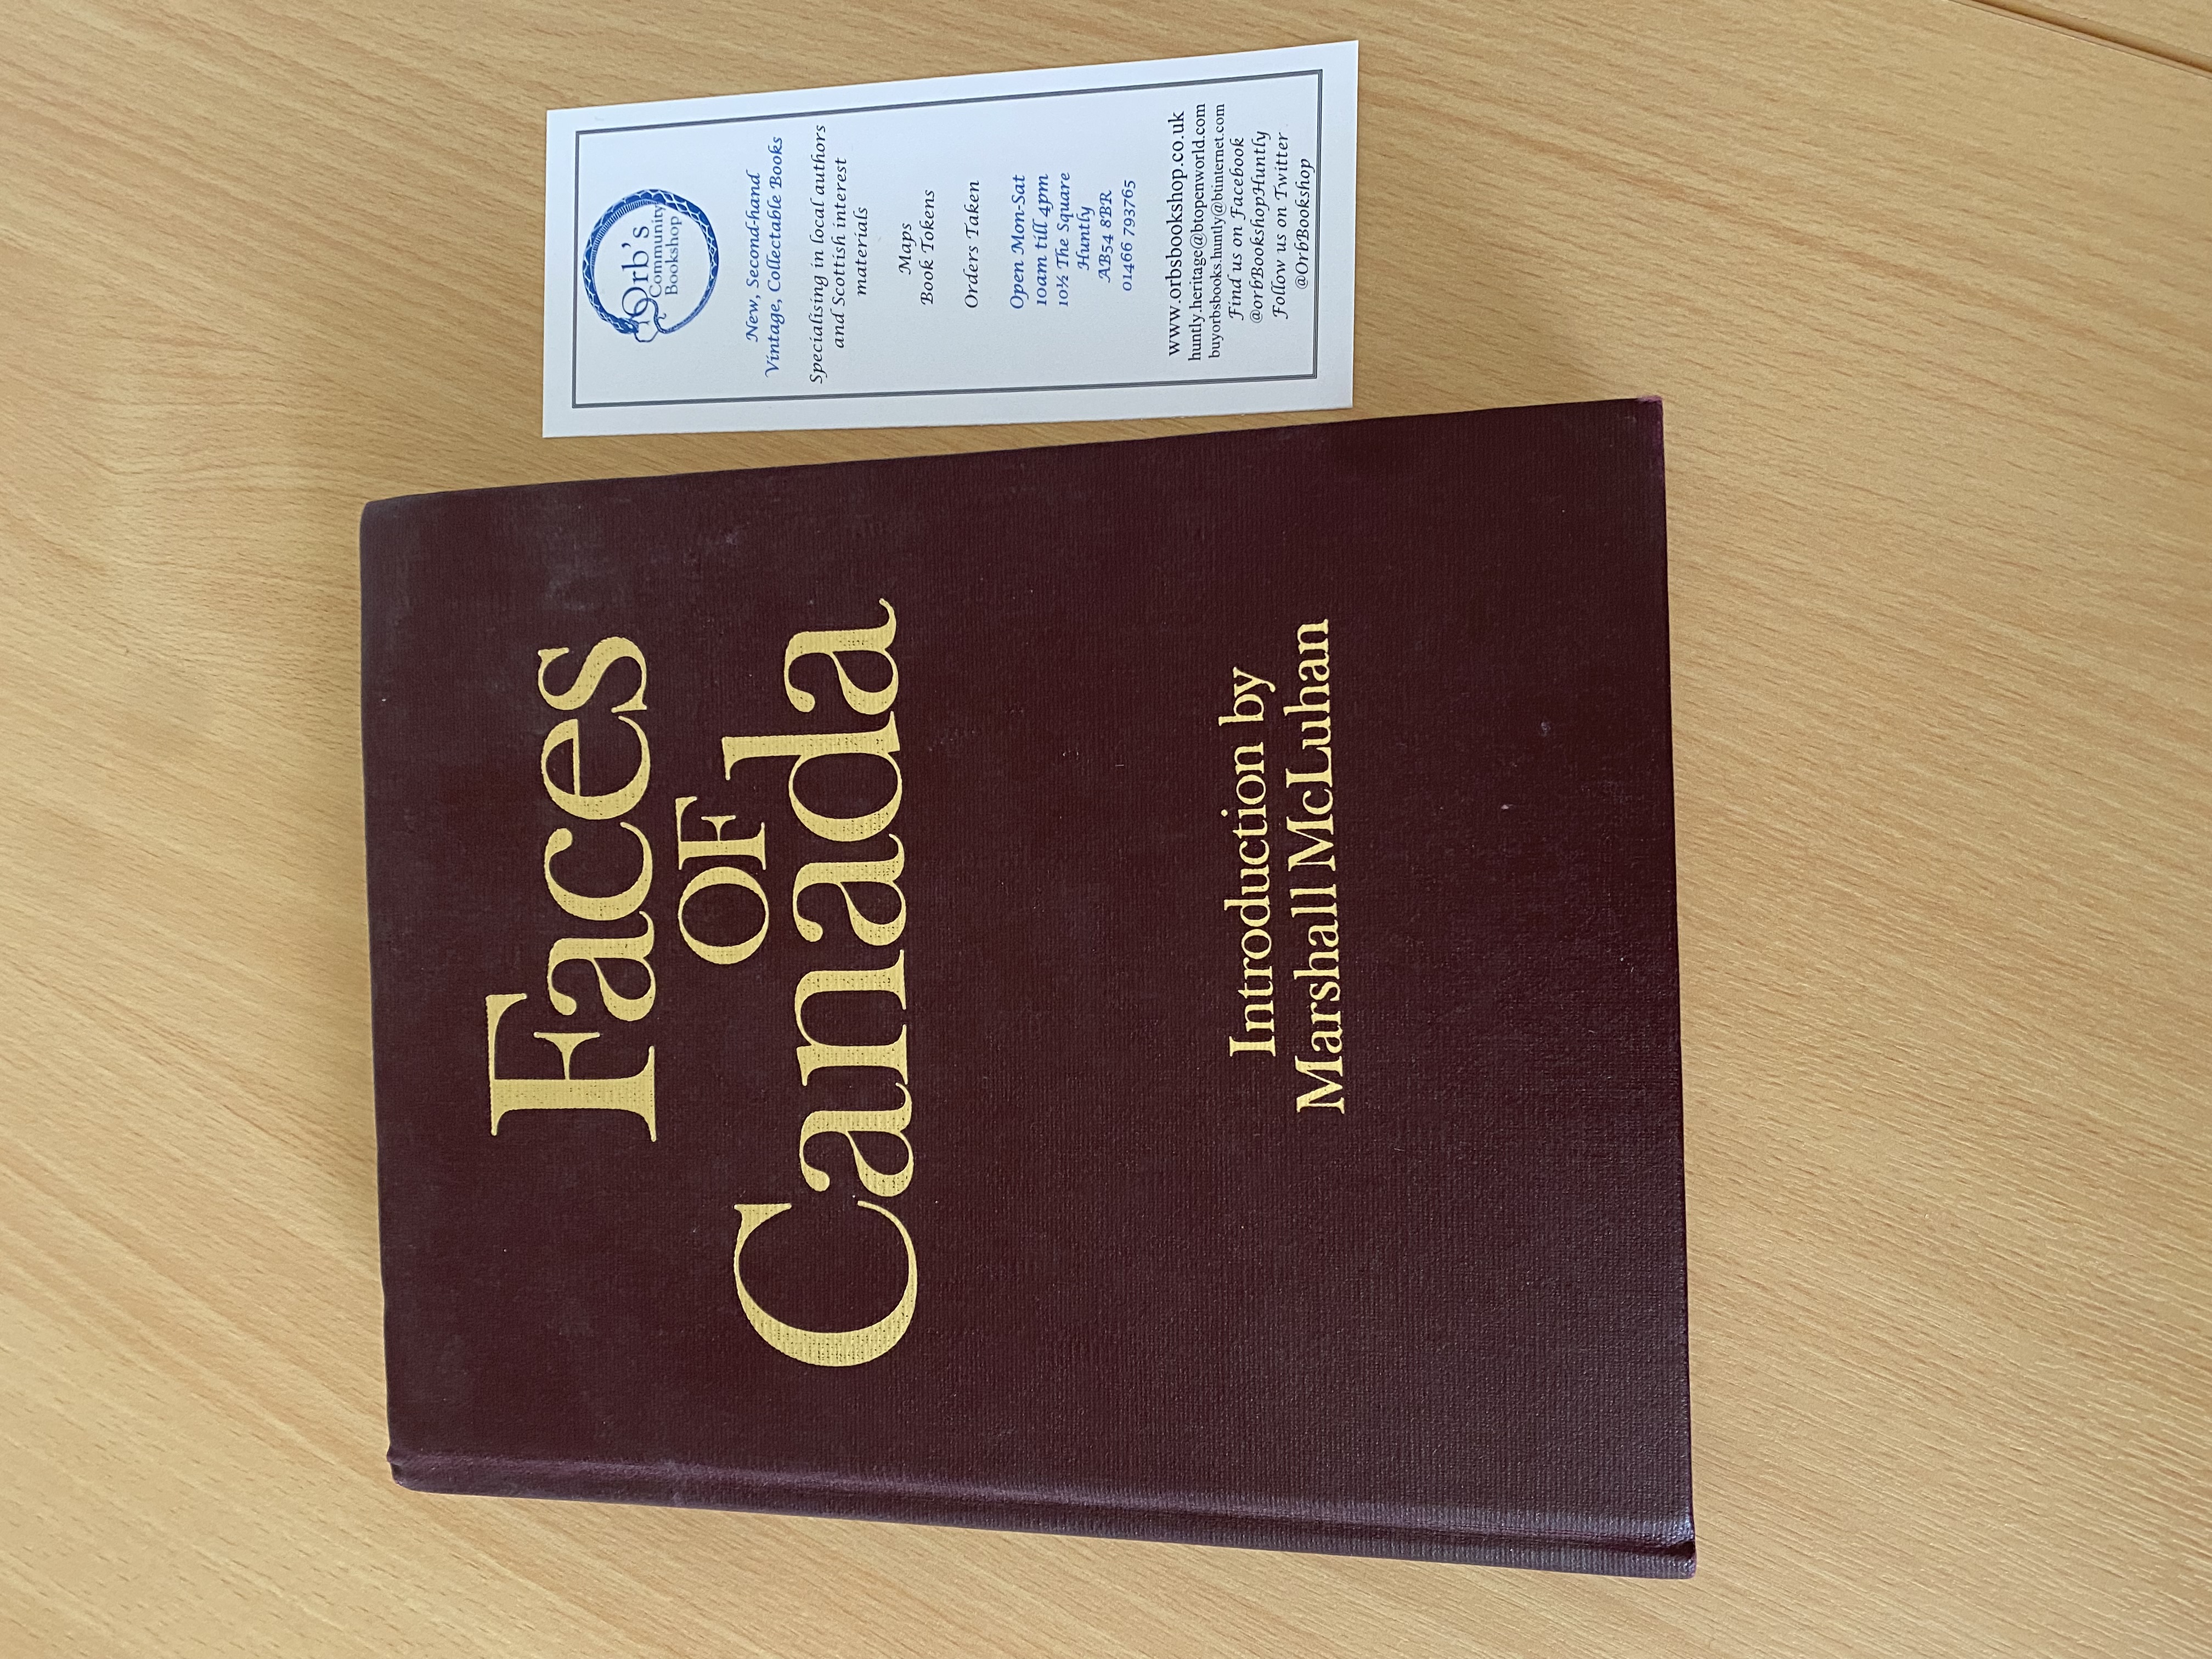 Faces
OF
Canada
Introduction by
Marshall McLuhan
Orb's
Community
Bookshop
New, Second-hand
Vintage, Collectable Books
Specialising in local authors
and Scottish interest
materials
Maps
Book Tokens
Orders Taken
Open Mon-Sat
10am till 4pm
10½ The Square
Huntly
AB54 8BR
01466 793765
www.orbsbookshop.co.uk
huntly.heritage@btopenworld.com
buyorbsbooks.huntly@btinternet.com
Find us on Facebook
@orbBookshopHuntly
Follow us on Twitter
@OrbBookshop